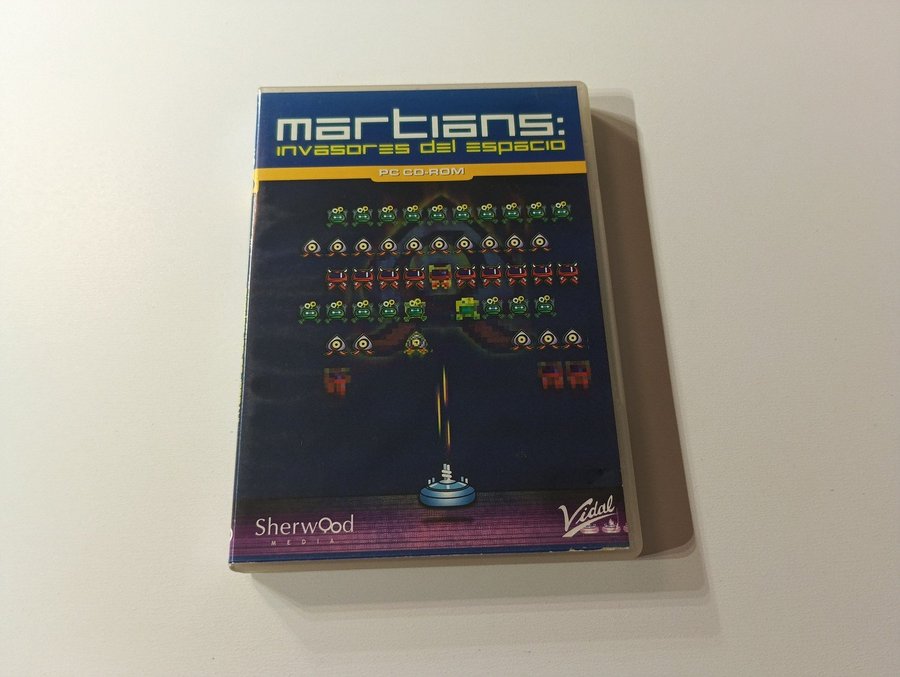 martians:
invasores del espacio
PC CD-ROM
Sherwood
MEDIA
Vidal